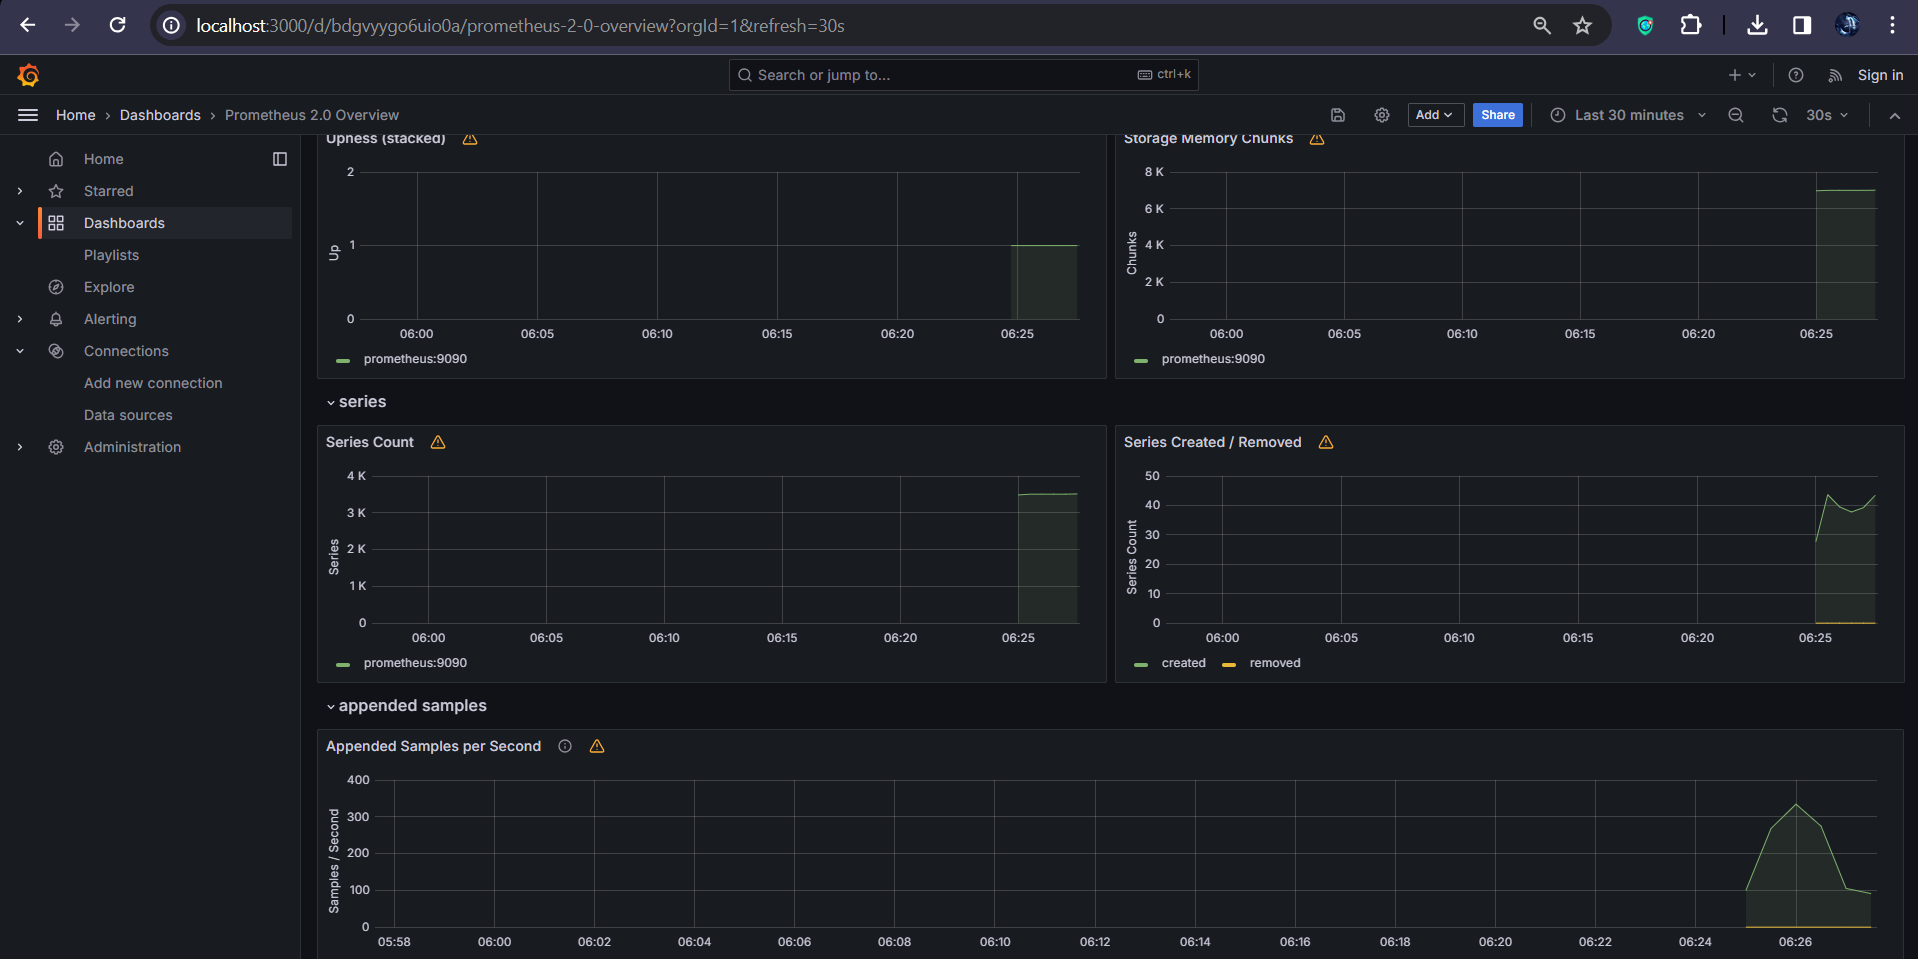 localhost:3000/d/bdgvyygo6uio0a/prometheus-2-0-overview?orgId=1&refresh=30s
Search or jump to... ctrl+k
Sign in
Home › Dashboards › Prometheus 2.0 Overview
Add Share Last 30 minutes 30s
Home
Starred
Dashboards
Playlists
Explore
Alerting
Connections
Add new connection
Data sources
Administration
Upness (stacked)
2
1
0
Up
06:00 06:05 06:10 06:15 06:20 06:25
prometheus:9090
Storage Memory Chunks
8 K
6 K
4 K
2 K
0
Chunks
06:00 06:05 06:10 06:15 06:20 06:25
prometheus:9090
series
Series Count
4 K
3 K
2 K
1 K
0
Series
06:00 06:05 06:10 06:15 06:20 06:25
prometheus:9090
Series Created / Removed
50
40
30
20
10
0
Series Count
06:00 06:05 06:10 06:15 06:20 06:25
created removed
appended samples
Appended Samples per Second
400
300
200
100
0
Samples / Second
05:58 06:00 06:02 06:04 06:06 06:08 06:10 06:12 06:14 06:16 06:18 06:20 06:22 06:24 06:26